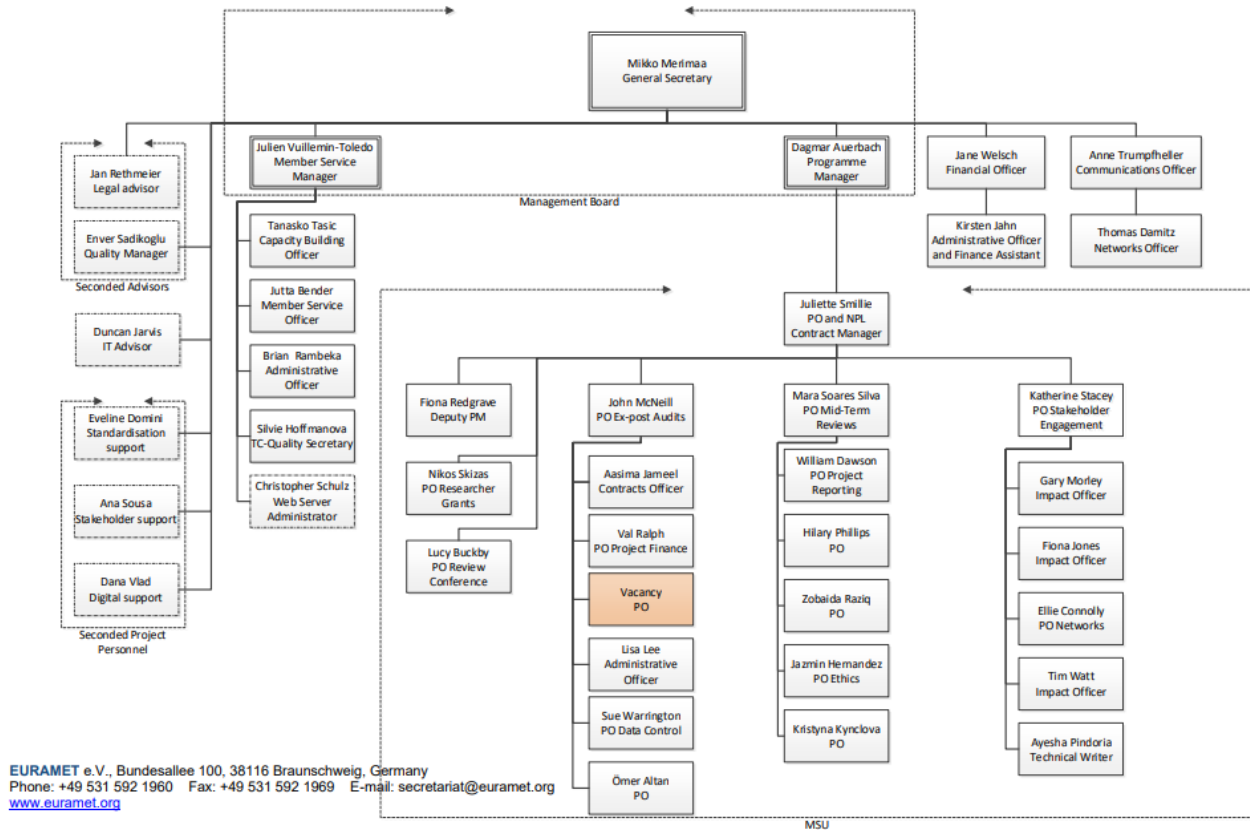 Mikko Merimaa
General Secretary
Jan Rethmeier
Legal advisor
Enver Sadikoglu
Quality Manager
Seconded Advisors
Duncan Jarvis
IT Advisor
Eveline Domini
Standardisation
support
Ana Sousa
Stakeholder support
Dana Vlad
Digital support
Seconded Project
Personnel
Julien Vuillemin-Toledo
Member Service
Manager
Tanasko Tasic
Capacity Building
Officer
Jutta Bender
Member Service
Officer
Brian Rambeka
Administrative
Officer
Silvie Hoffmanova
TC-Quality Secretary
Christopher Schulz
Web Server
Administrator
Management Board
Dagmar Auerbach
Programme
Manager
Jane Welsch
Financial Officer
Kirsten Jahn
Administrative Officer
and Finance Assistant
Anne Trumpfheller
Communications Officer
Thomas Damitz
Networks Officer
Juliette Smillie
PO and NPL
Contract Manager
Fiona Redgrave
Deputy PM
Nikos Skizas
PO Researcher
Grants
Lucy Buckby
PO Review
Conference
John McNeill
PO Ex-post Audits
Aasima Jameel
Contracts Officer
Val Ralph
PO Project Finance
Vacancy
PO
Lisa Lee
Administrative
Officer
Sue Warrington
PO Data Control
Ömer Altan
PO
Mara Soares Silva
PO Mid-Term
Reviews
William Dawson
PO Project
Reporting
Hilary Phillips
PO
Zobaida Raziq
PO
Jazmin Hernandez
PO Ethics
Kristyna Kynclova
PO
Katherine Stacey
PO Stakeholder
Engagement
Gary Morley
Impact Officer
Fiona Jones
Impact Officer
Ellie Connolly
PO Networks
Tim Watt
Impact Officer
Ayesha Pindoria
Technical Writer
MSU
EURAMET e.V., Bundesallee 100, 38116 Braunschweig, Germany
Phone: +49 531 592 1960 Fax: +49 531 592 1969 E-mail: secretariat@euramet.org
www.euramet.org